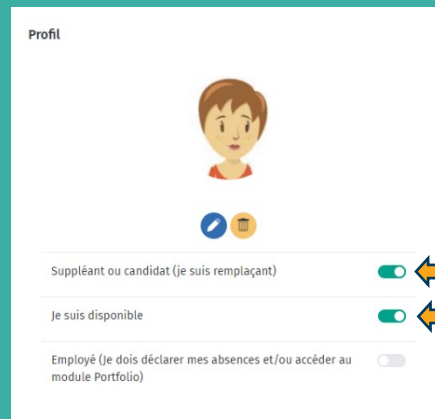 Profil
Suppléant ou candidat (je suis remplaçant)
Je suis disponible
Employé (Je dois déclarer mes absences et/ou accéder au
module Portfolio)